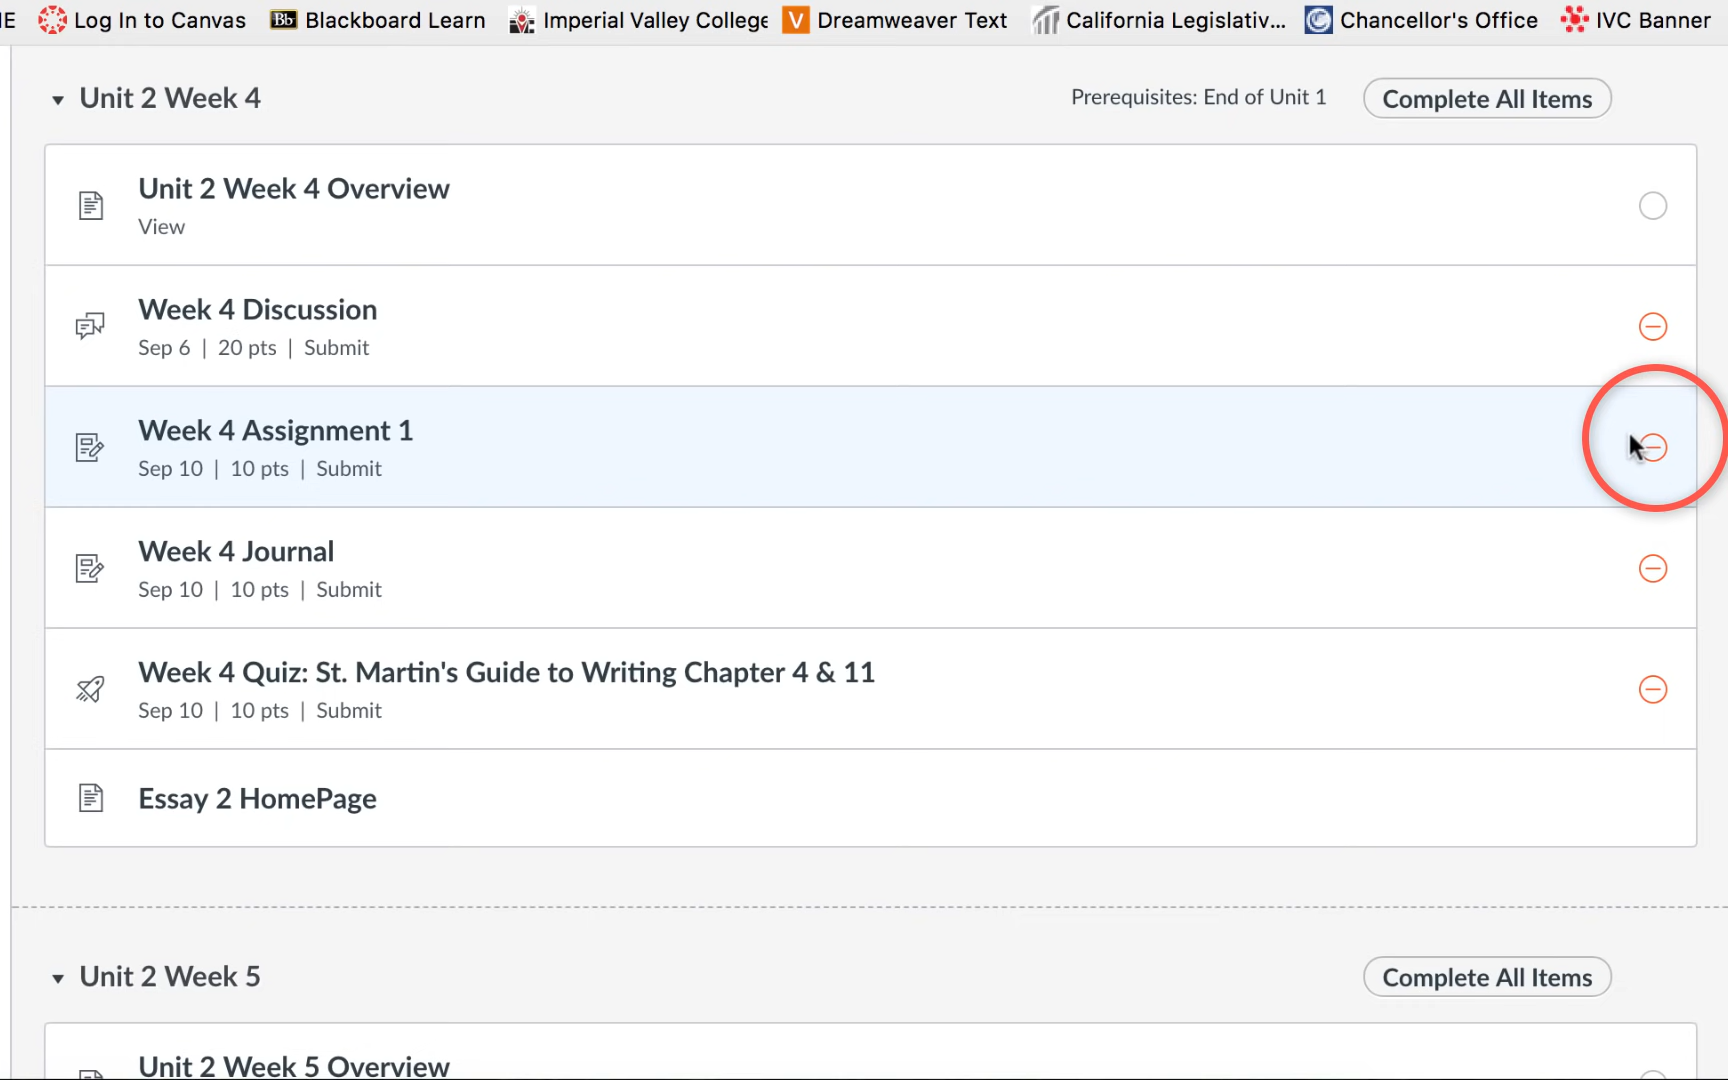 IE Log In to Canvas Bb Blackboard Learn Imperial Valley College V Dreamweaver Text California Legislativ... Chancellor's Office IVC Banner
Unit 2 Week 4 Prerequisites: End of Unit 1 Complete All Items
Unit 2 Week 4 Overview
View
Week 4 Discussion
Sep 6 | 20 pts | Submit
Week 4 Assignment 1
Sep 10 | 10 pts | Submit
Week 4 Journal
Sep 10 | 10 pts | Submit
Week 4 Quiz: St. Martin's Guide to Writing Chapter 4 & 11
Sep 10 | 10 pts | Submit
Essay 2 HomePage
Unit 2 Week 5 Complete All Items
Unit 2 Week 5 Overview